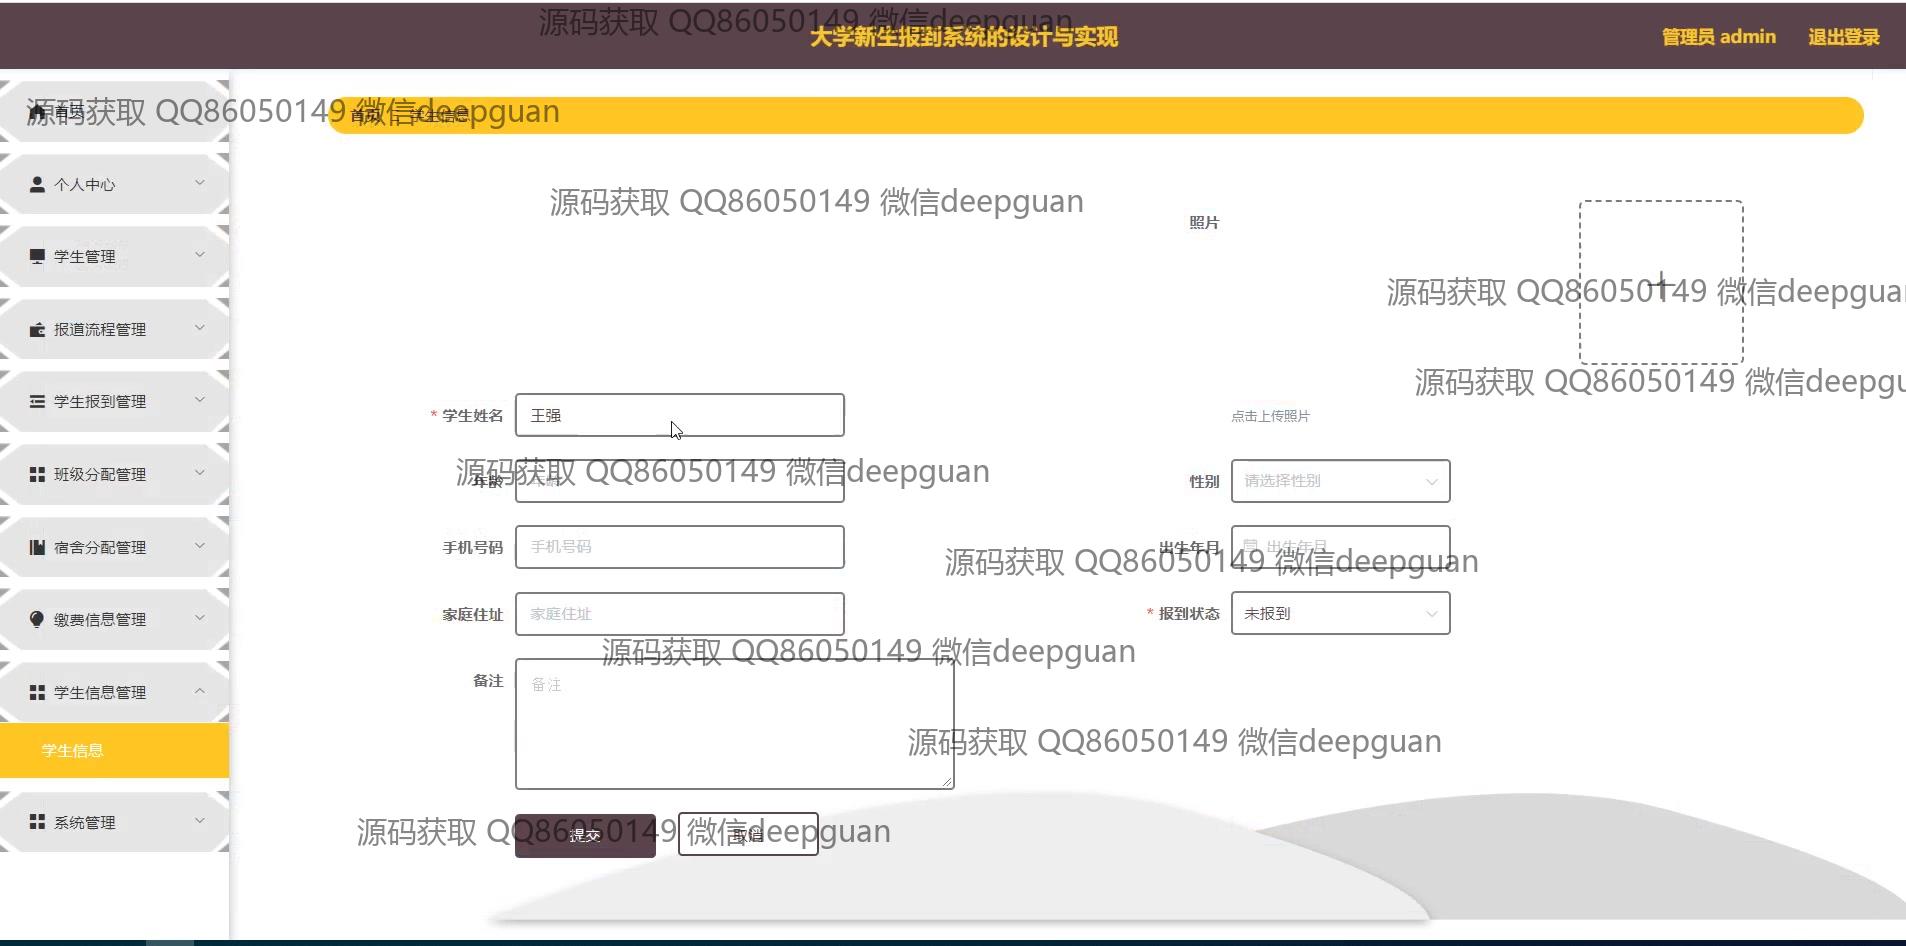 源码获取 QQ86050149 微信deepguan
大学新生报到系统的设计与实现
管理员 admin
退出登录
首页
源码获取 QQ86050149 微信deepguan
首页
学生信息
个人中心
源码获取 QQ86050149 微信deepguan
照片
学生管理
源码获取 QQ86050149 微信deepgua
报道流程管理
源码获取 QQ86050149 微信deepgu
学生报到管理
* 学生姓名
王强
点击上传照片
班级分配管理
源码获取 QQ86050149 微信deepguan
年龄
年龄
性别
请选择性别
宿舍分配管理
手机号码
手机号码
出生年月
出生年月
源码获取 QQ86050149 微信deepguan
缴费信息管理
家庭住址
家庭住址
* 报到状态
未报到
源码获取 QQ86050149 微信deepguan
学生信息管理
备注
备注
学生信息
源码获取 QQ86050149 微信deepguan
系统管理
源码获取 QQ86050149 微信deepguan
提交
取消